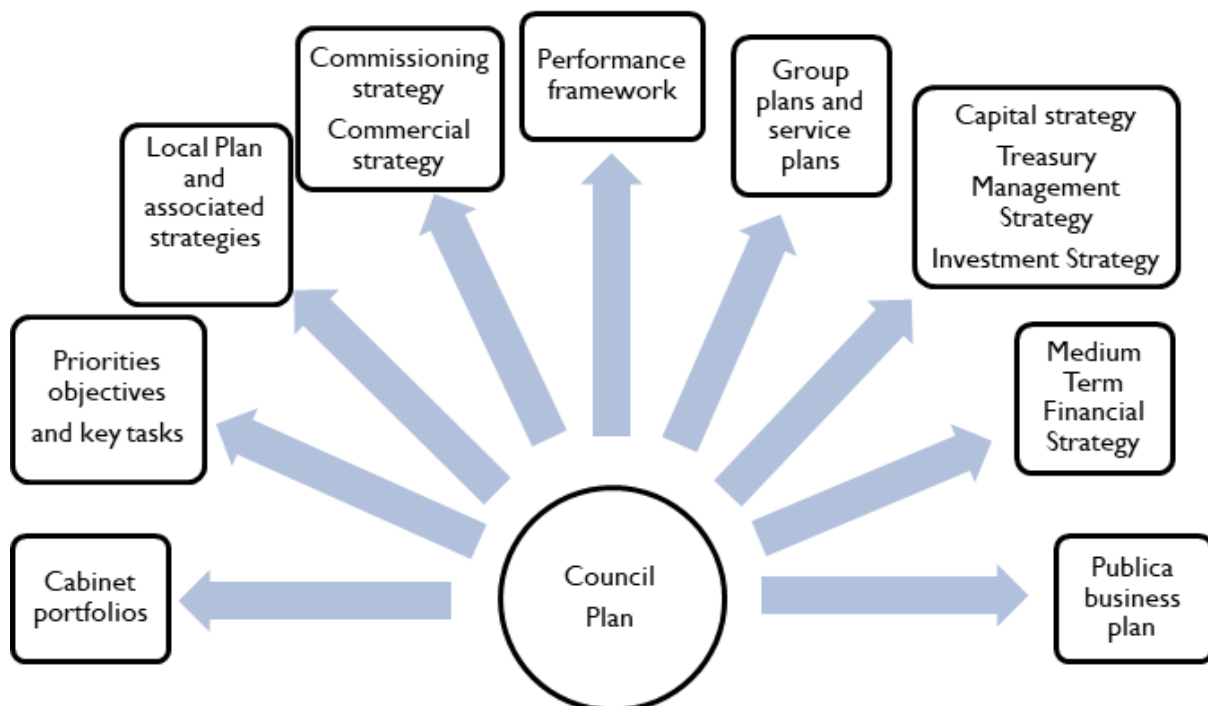 Commissioning
strategy
Commercial
strategy
Performance
framework
Group
plans and
service
plans
Capital strategy
Treasury
Management
Strategy
Investment Strategy
Local Plan
and
associated
strategies
Priorities
objectives
and key tasks
Medium
Term
Financial
Strategy
Cabinet
portfolios
Council
Plan
Publica
business
plan